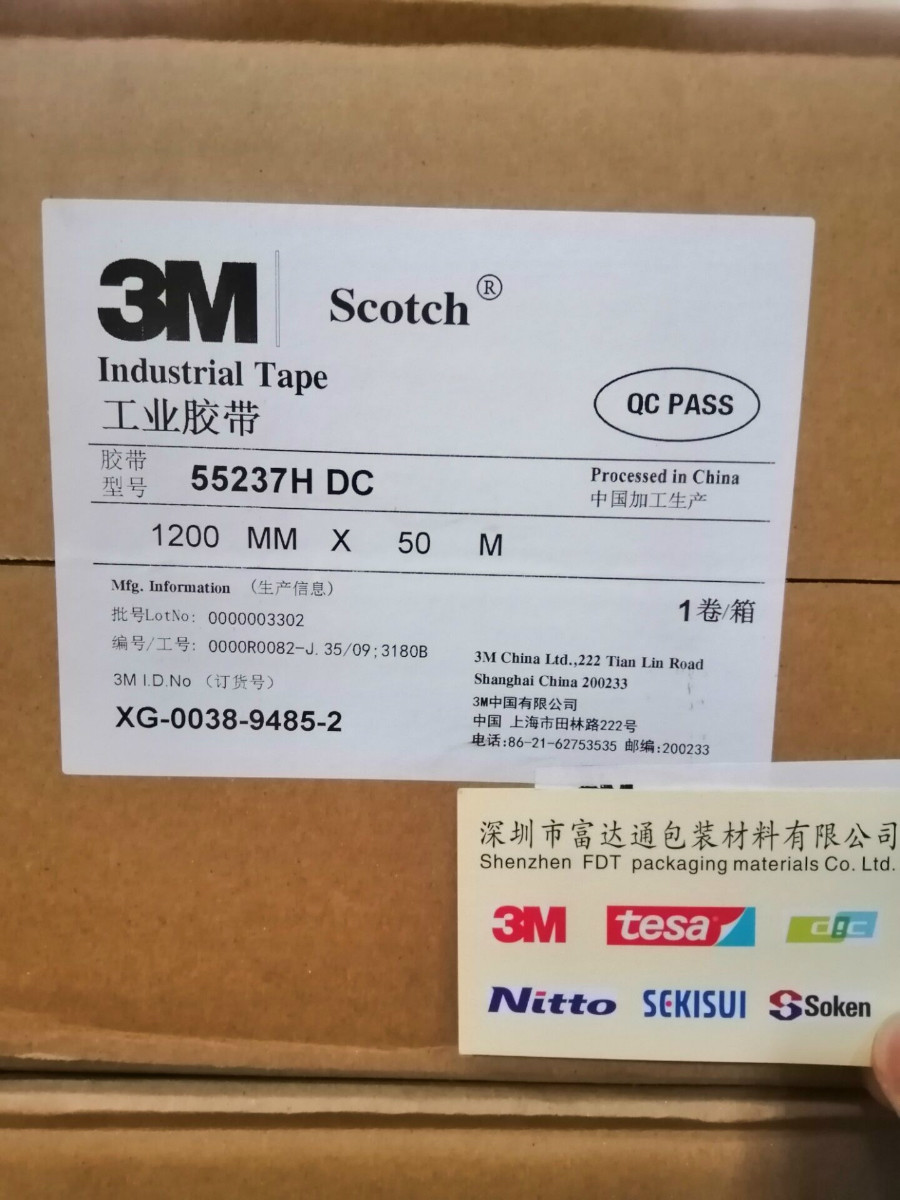 3M Scotch®
Industrial Tape
工业胶带
QC PASS
胶带
型号
55237H DC
Processed in China
中国加工生产
1200 MM X 50 M
Mfg. Information （生产信息）
批号LotNo: 0000003302
编号/工号: 0000R0082-J.35/09;3180B
3M I.D.No （订货号）
XG-0038-9485-2
1卷/箱
3M China Ltd.,222 Tian Lin Road
Shanghai China 200233
3M中国有限公司
中国 上海市田林路222号
电话:86-21-62753535 邮编:200233
深圳市富达通包装材料有限公司
Shenzhen FDT packaging materials Co. Ltd.
3M tesa dic
Nitto SEKISUI Soken